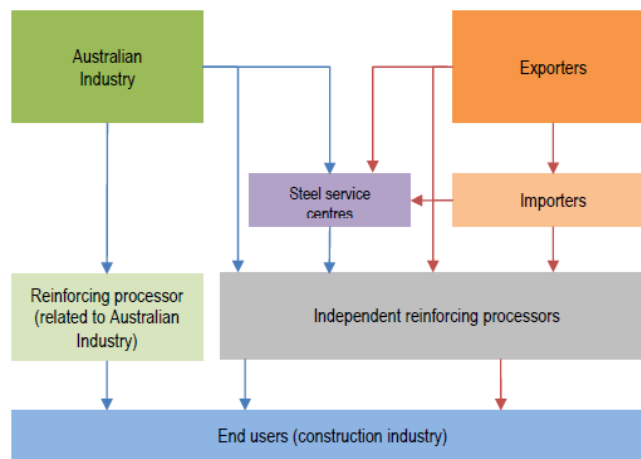 Australian
Industry
Exporters
Steel service
centres
Importers
Reinforcing processor
(related to Australian
Industry)
Independent reinforcing processors
End users (construction industry)